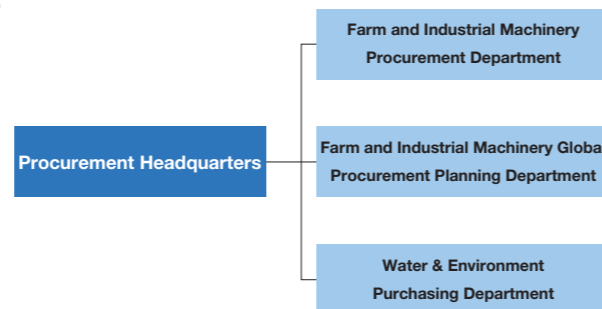 Farm and Industrial Machinery
Procurement Department
Procurement Headquarters
Farm and Industrial Machinery Globa
Procurement Planning Department
Water & Environment
Purchasing Department